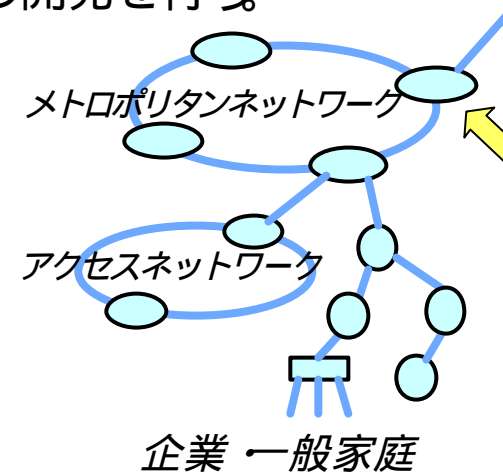 の開発を行う。
メトロポリタンネットワーク
アクセスネットワーク
企業・一般家庭